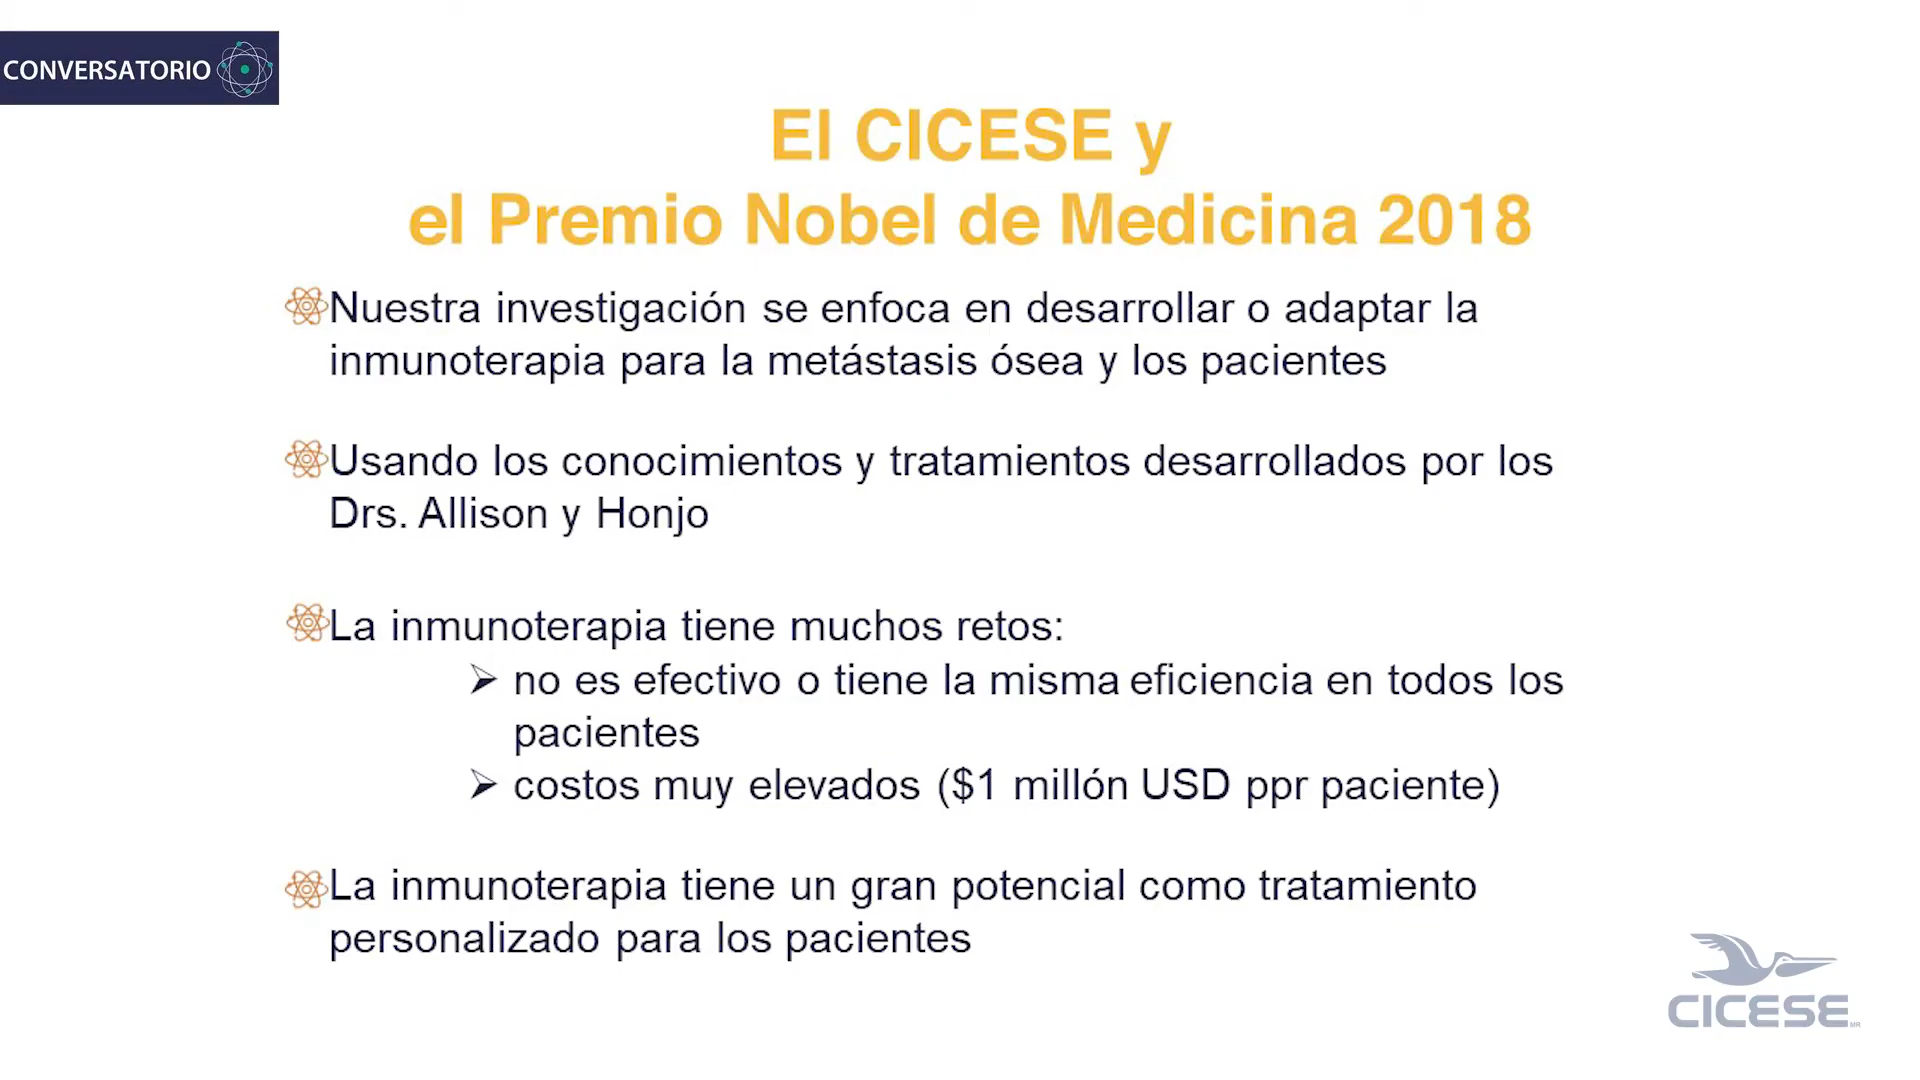 CONVERSATORIO
El CICESE y
el Premio Nobel de Medicina 2018
Nuestra investigación se enfoca en desarrollar o adaptar la
inmunoterapia para la metástasis ósea y los pacientes
Usando los conocimientos y tratamientos desarrollados por los
Drs. Allison y Honjo
La inmunoterapia tiene muchos retos:
no es efectivo o tiene la misma eficiencia en todos los
pacientes
costos muy elevados ($1 millón USD ppr paciente)
La inmunoterapia tiene un gran potencial como tratamiento
personalizado para los pacientes
CICESE MR